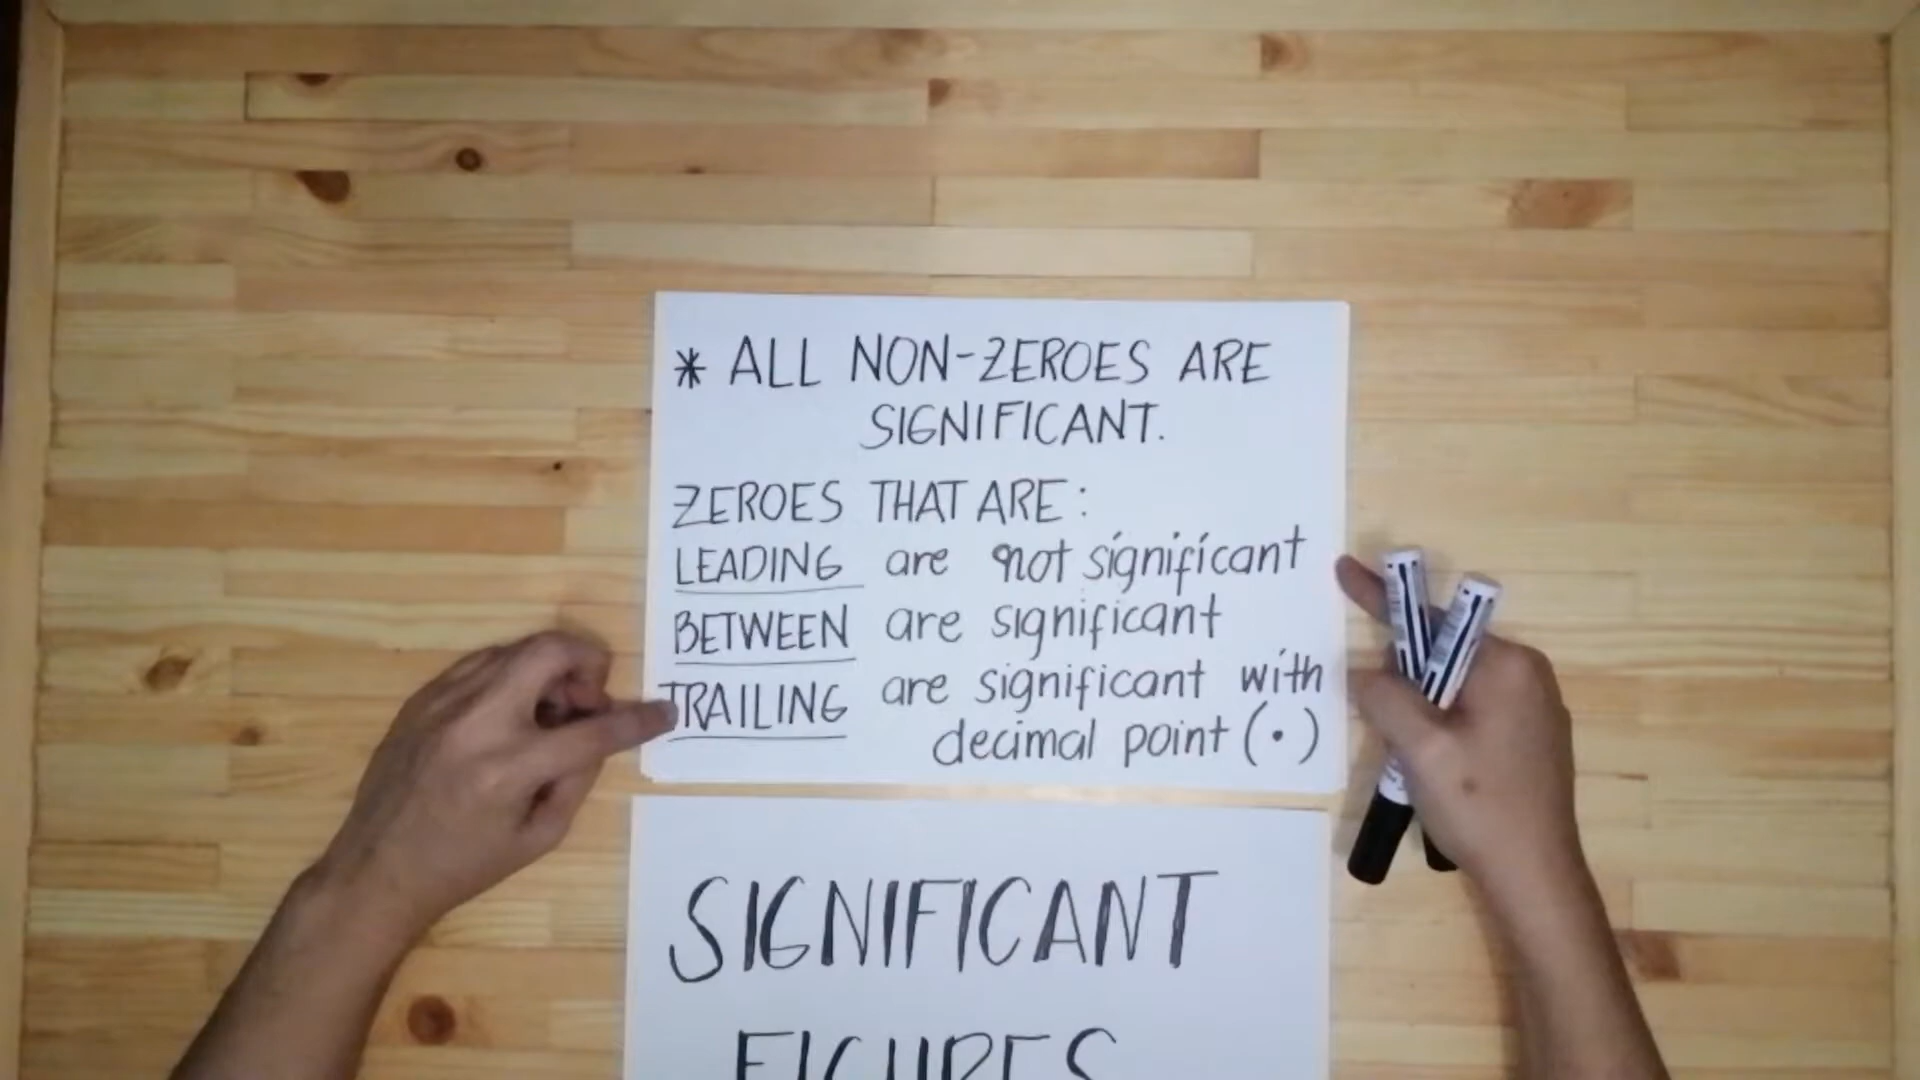 * ALL NON-ZEROES ARE
SIGNIFICANT.
ZEROES THAT ARE:
LEADING are not significant
BETWEEN are significant
TRAILING are significant with
decimal point (•)
SIGNIFICANT
FIGURES